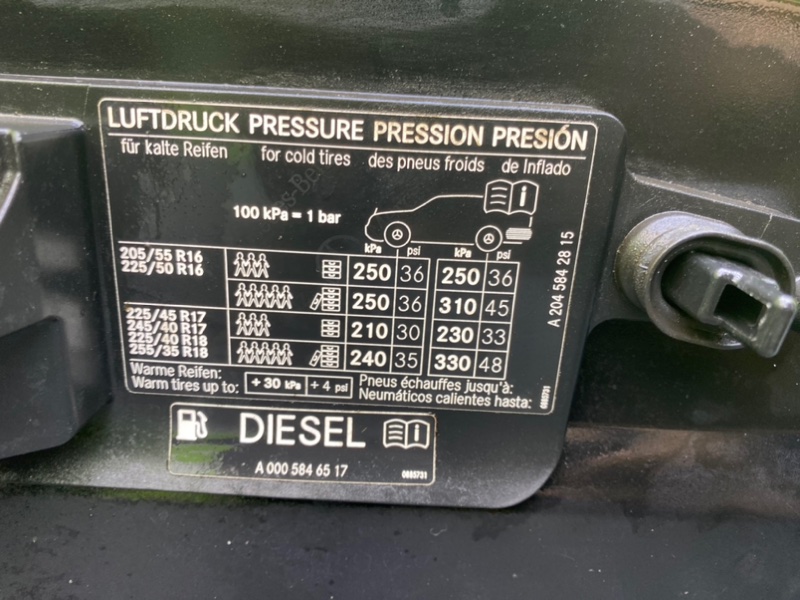 LUFTDRUCK PRESSURE PRESSION PRESIÓN
für kalte Reifen for cold tires des pneus froids de Inflado
100 kPa = 1 bar
kPa psi kPa psi
205/55 R16
225/50 R16
250 36 250 36
250 36 310 45
225/45 R17
245/40 R17
225/40 R18
255/35 R18
210 30 230 33
240 35 330 48
Warme Reifen:
Warm tires up to: + 30 kPa + 4 psi
Pneus échauffes jusqu'à:
Neumáticos calientes hasta:
0885731
A 204 584 28 15
DIESEL
A 000 584 65 17 0885731